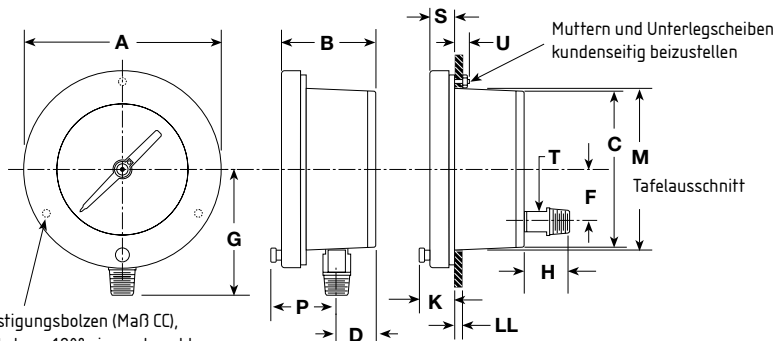 S
A
B
U
Muttern und Unterlegscheiben
kundenseitig beizustellen
C
M
T
F
Tafelausschnitt
G
H
K
P
D
LL
stigungsbolzen (Maß CC),